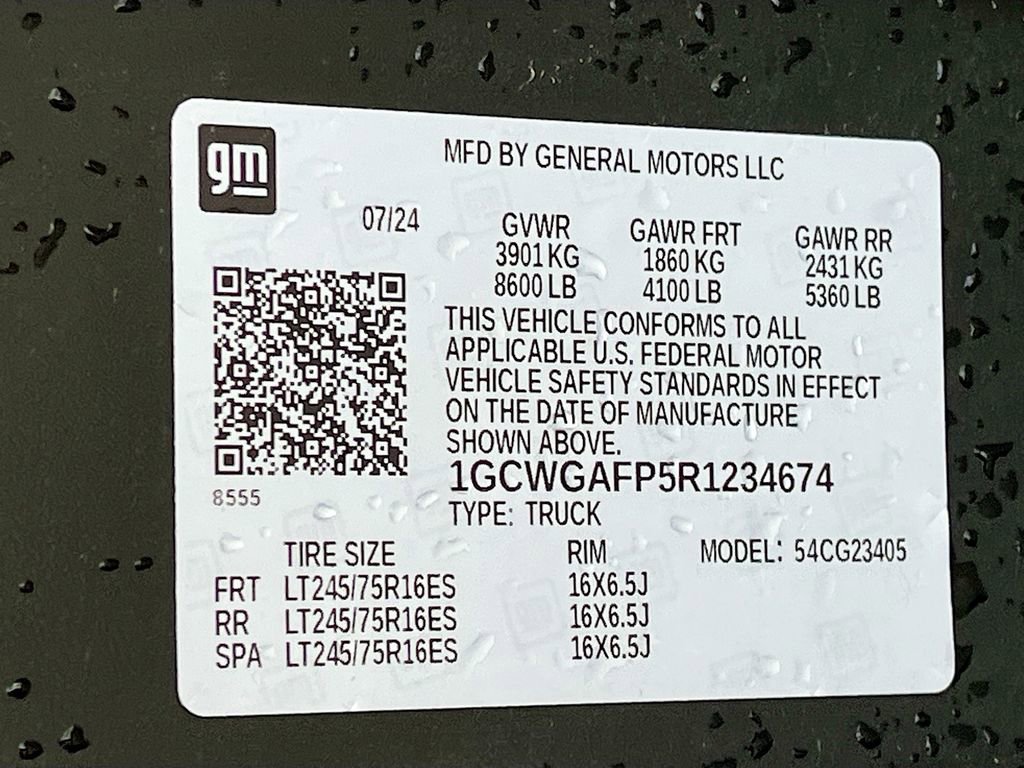 gm
MFD BY GENERAL MOTORS LLC
07/24
GVWR GAWR FRT GAWR RR
3901 KG 1860 KG 2431 KG
8600 LB 4100 LB 5360 LB
THIS VEHICLE CONFORMS TO ALL
APPLICABLE U.S. FEDERAL MOTOR
VEHICLE SAFETY STANDARDS IN EFFECT
ON THE DATE OF MANUFACTURE
SHOWN ABOVE.
1GCWGAFP5R1234674
8555
TYPE: TRUCK
TIRE SIZE RIM MODEL: 54CG23405
FRT LT245/75R16ES 16X6.5J
RR LT245/75R16ES 16X6.5J
SPA LT245/75R16ES 16X6.5J